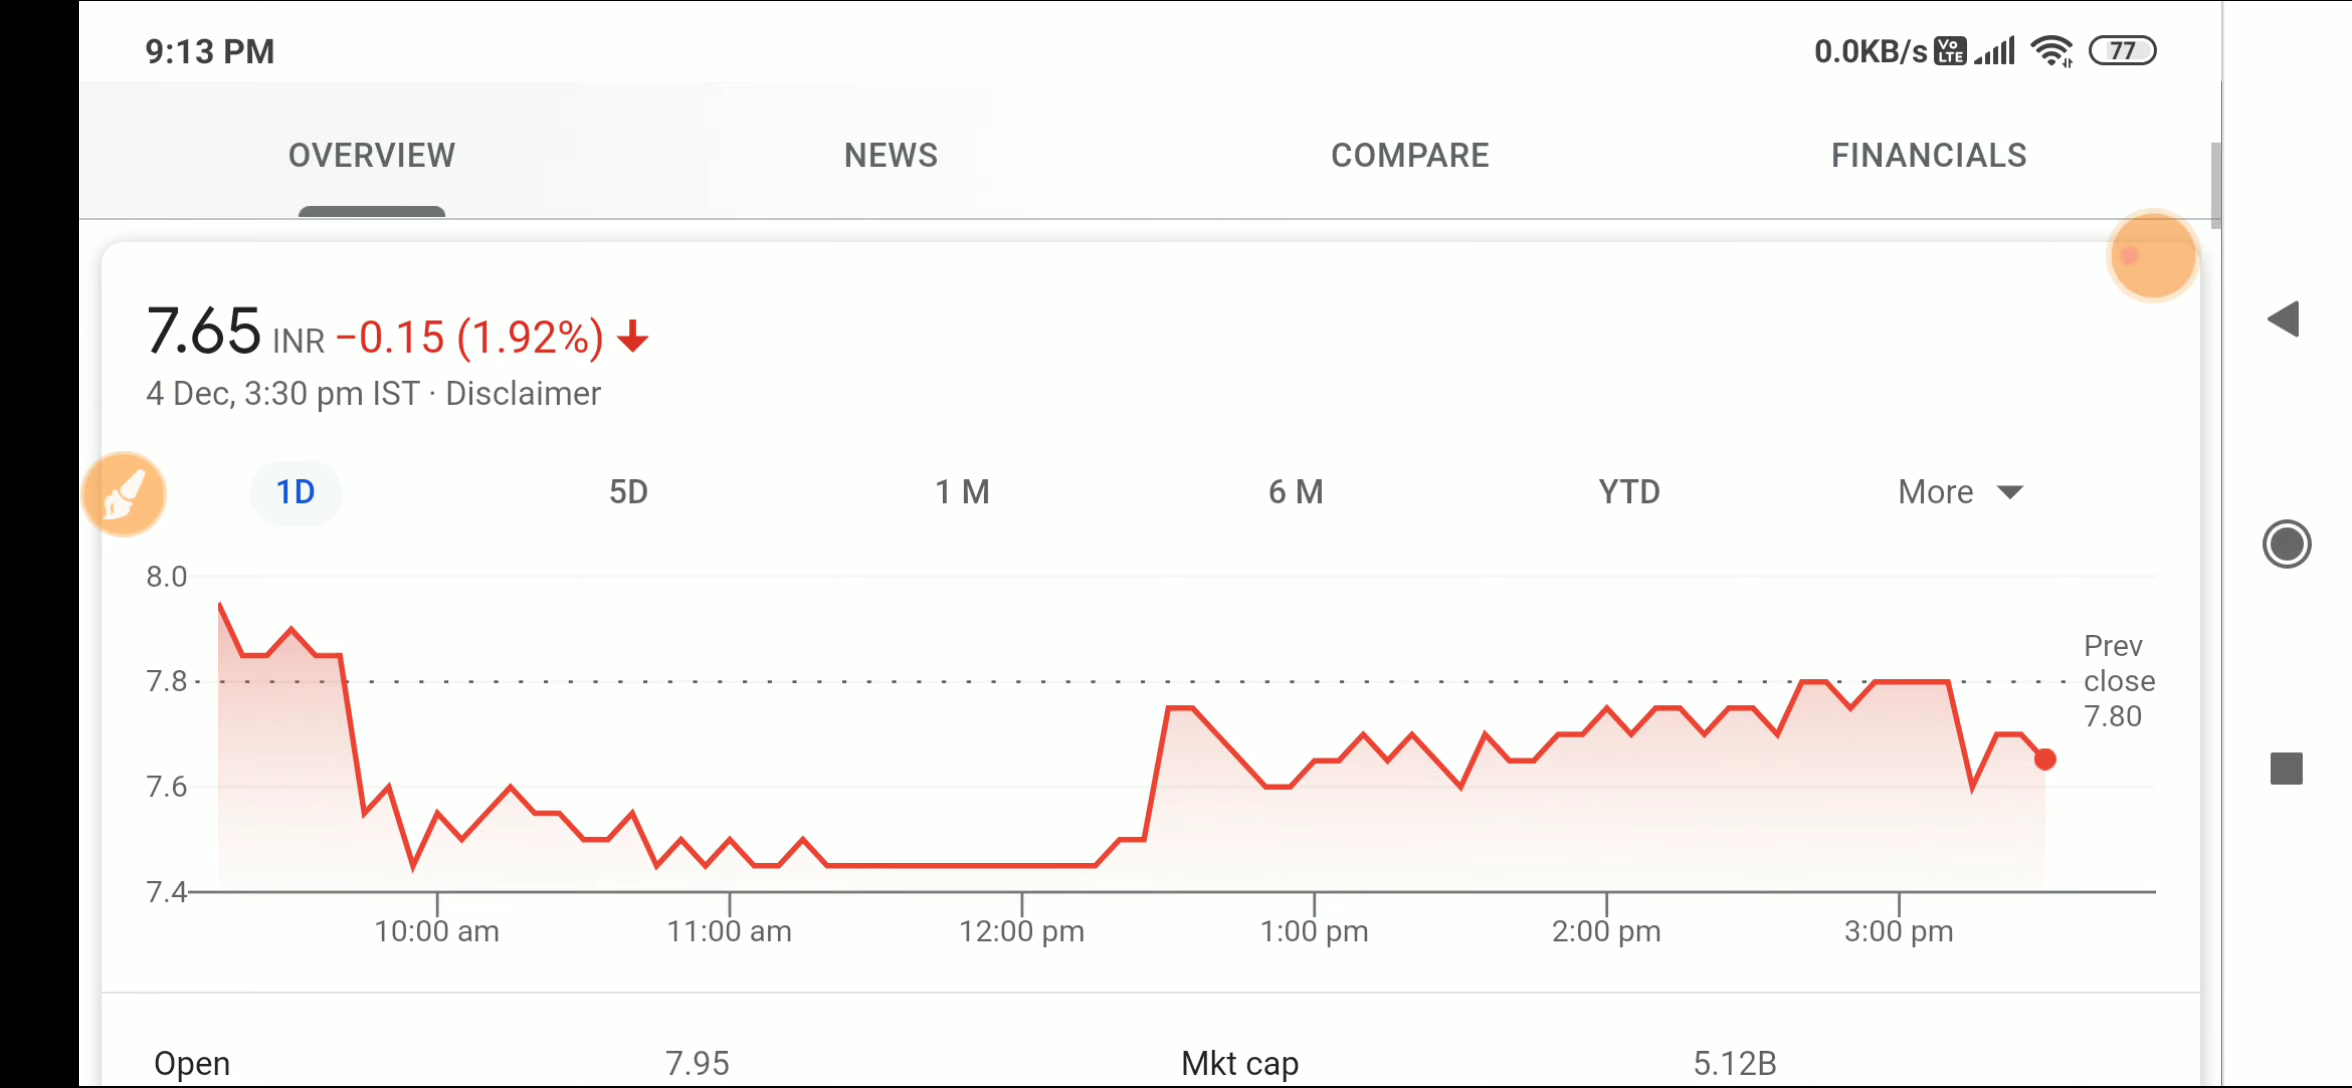 9:13 PM
0.0KB/s Vo LTE 77
OVERVIEW NEWS COMPARE FINANCIALS
7.65 INR −0.15 (1.92%)
4 Dec, 3:30 pm IST · Disclaimer
1D 5D 1 M 6 M YTD More
8.0
7.8
7.6
7.4
Prev
close
7.80
10:00 am 11:00 am 12:00 pm 1:00 pm 2:00 pm 3:00 pm
Open 7.95 Mkt cap 5.12B